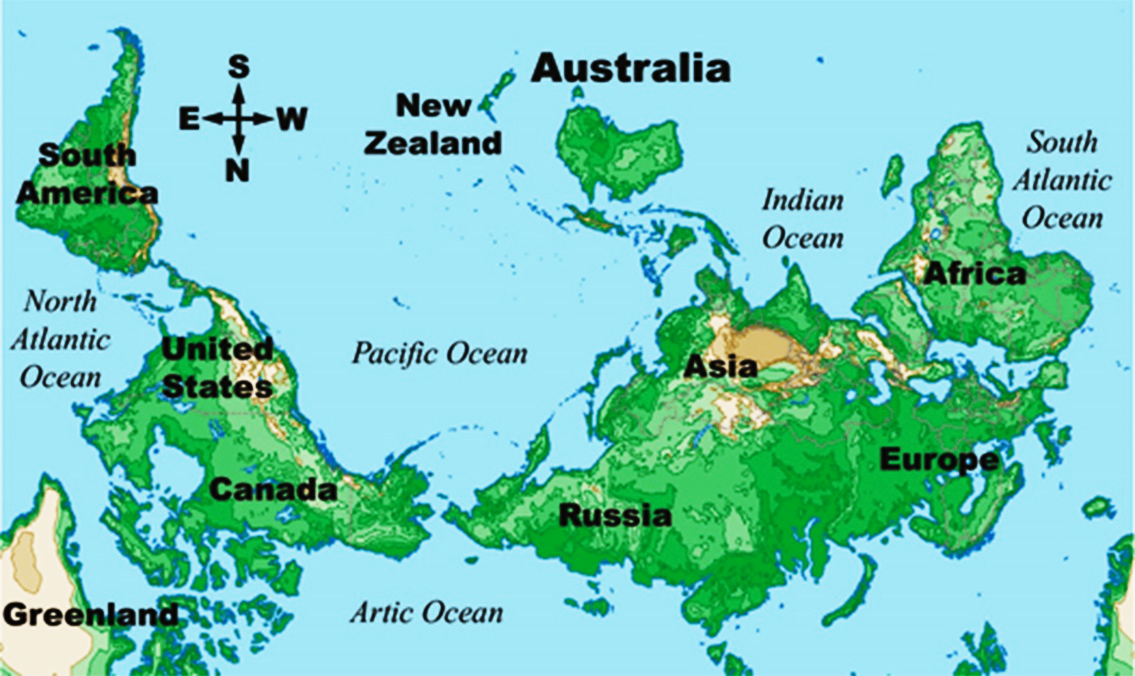 Australia
S
E W
N
New
Zealand
South
America
South
Atlantic
Ocean
Indian
Ocean
Africa
North
Atlantic
Ocean
United
States
Pacific Ocean
Asia
Europe
Canada
Russia
Greenland
Artic Ocean